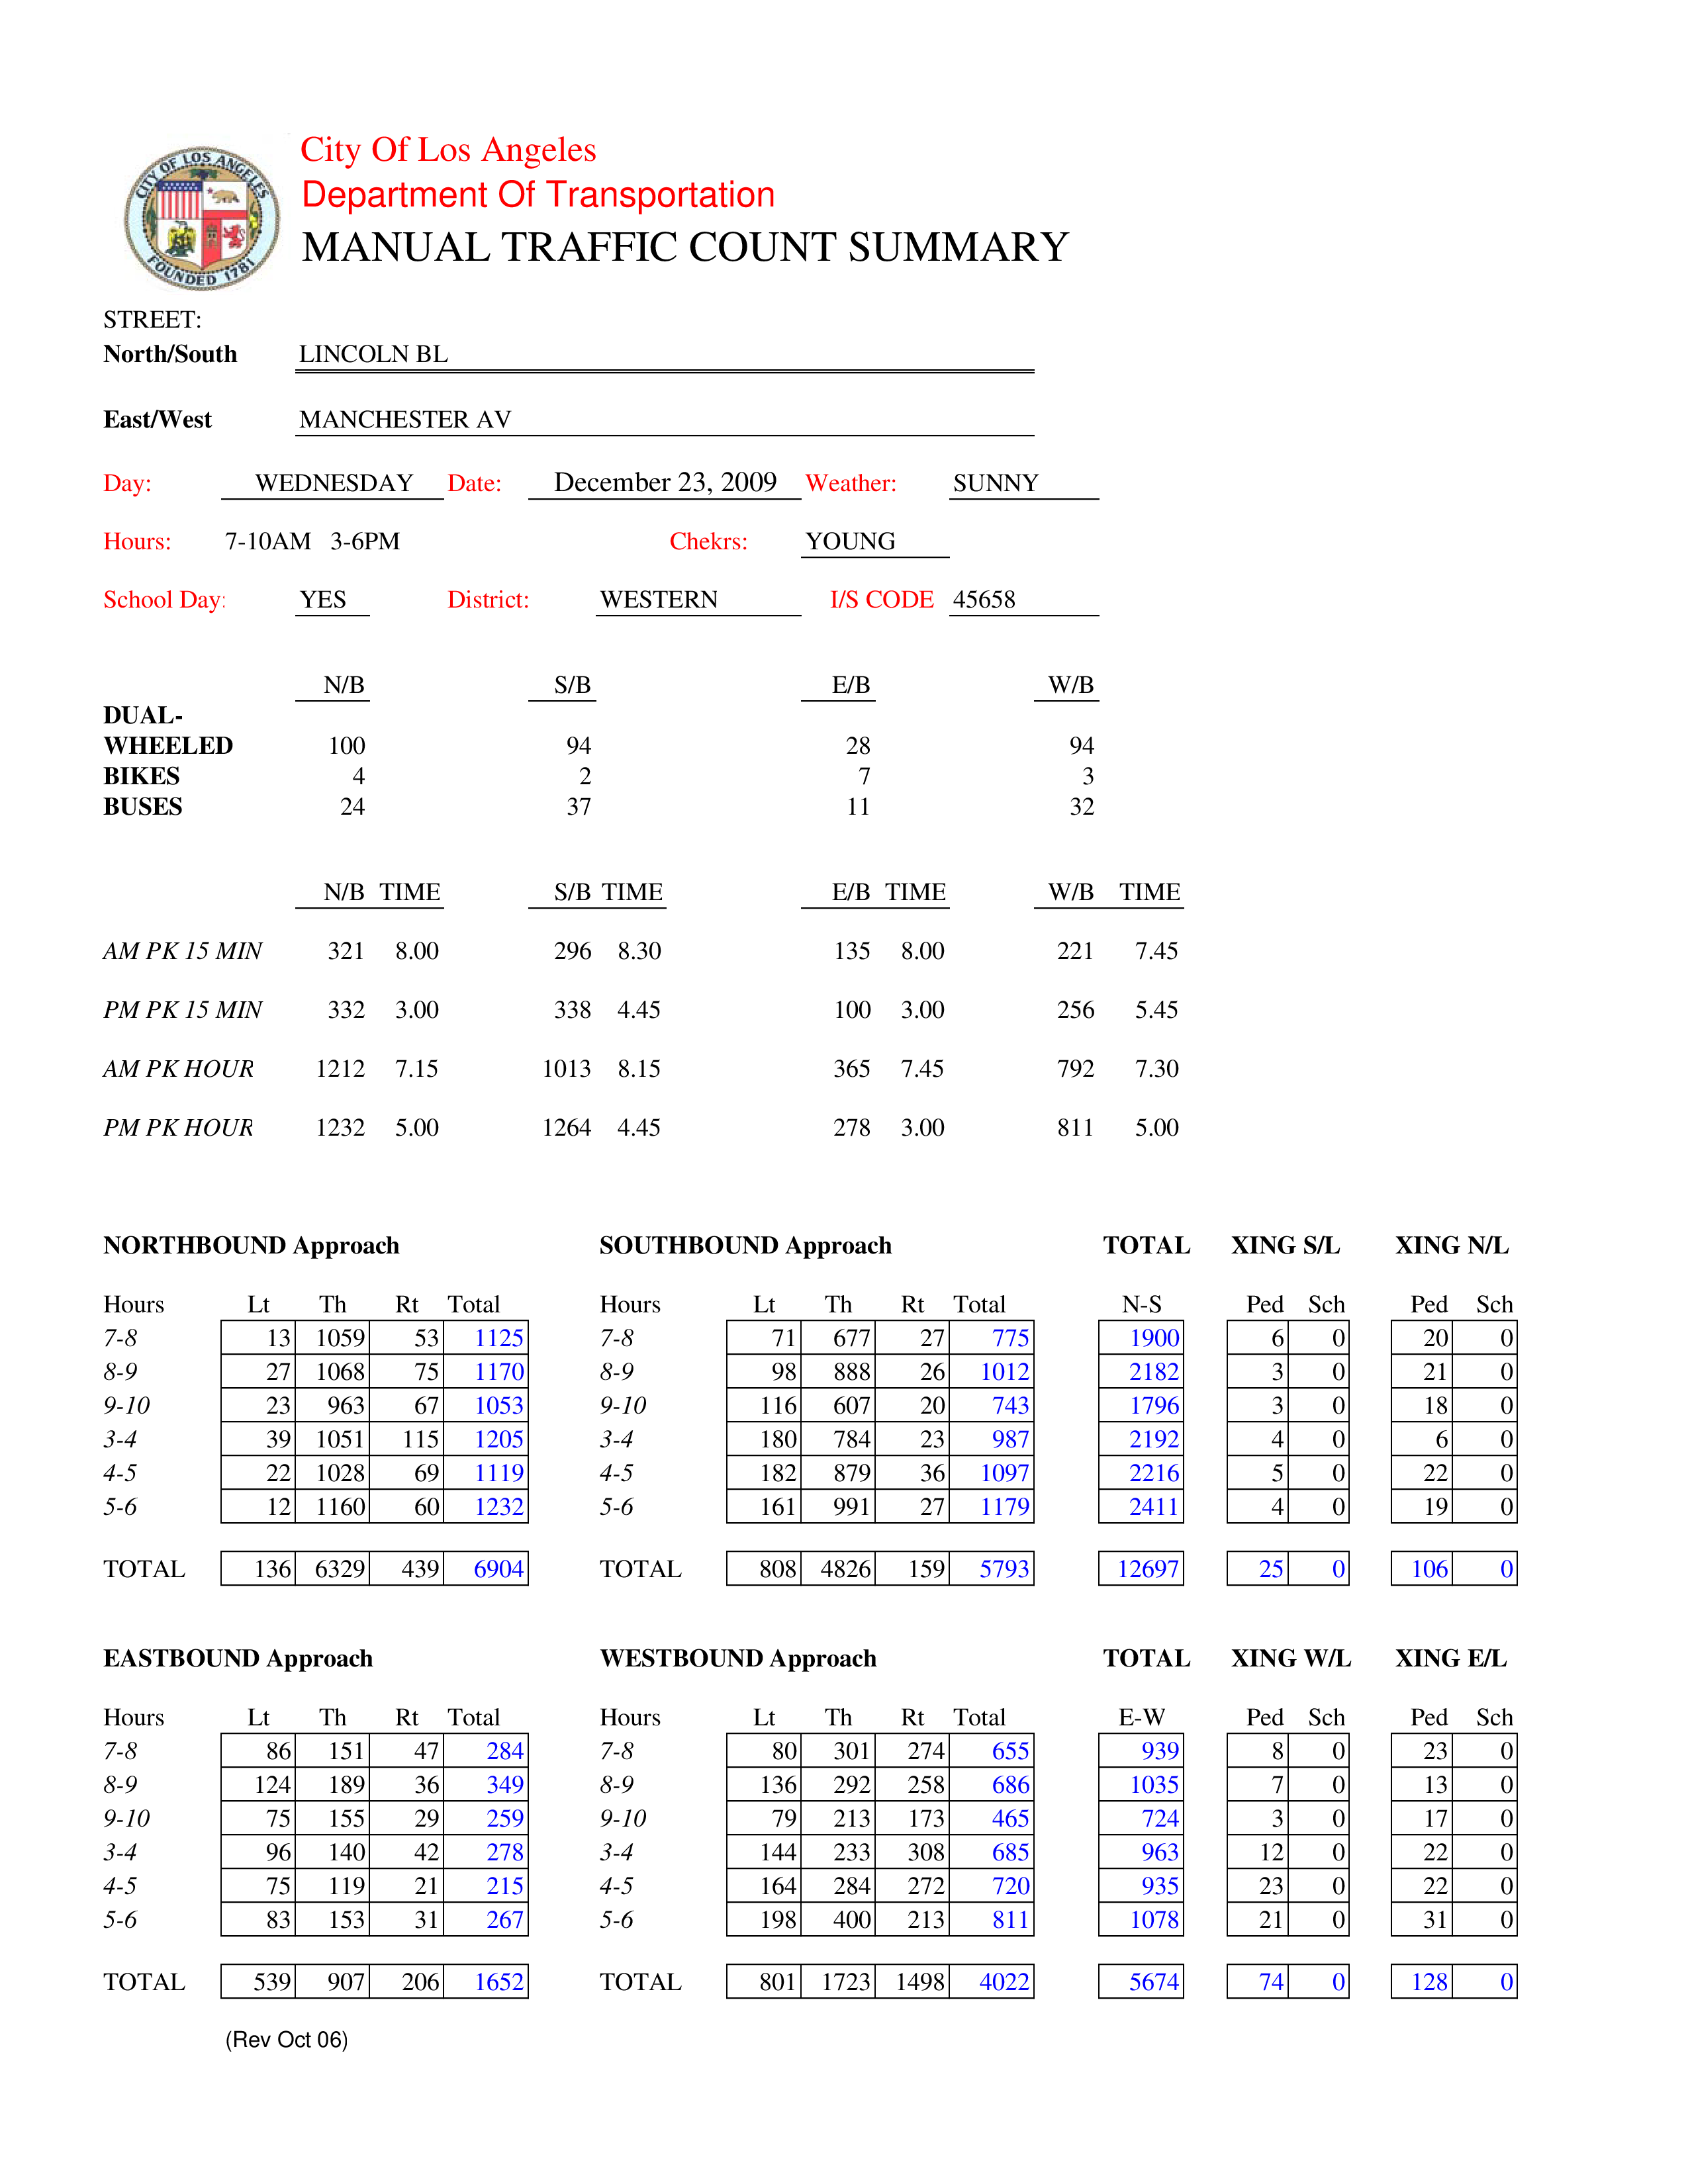 CITY OF LOS ANGELES
FOUNDED 1781
City Of Los Angeles
Department Of Transportation
MANUAL TRAFFIC COUNT SUMMARY
STREET:
North/South LINCOLN BL
East/West MANCHESTER AV
Day: WEDNESDAY Date: December 23, 2009 Weather: SUNNY
Hours: 7-10AM 3-6PM Chekrs: YOUNG
School Day: YES District: WESTERN I/S CODE 45658
N/B S/B E/B W/B
DUAL-
WHEELED 100 94 28 94
BIKES 4 2 7 3
BUSES 24 37 11 32
N/B TIME S/B TIME E/B TIME W/B TIME
AM PK 15 MIN 321 8.00 296 8.30 135 8.00 221 7.45
PM PK 15 MIN 332 3.00 338 4.45 100 3.00 256 5.45
AM PK HOUR 1212 7.15 1013 8.15 365 7.45 792 7.30
PM PK HOUR 1232 5.00 1264 4.45 278 3.00 811 5.00
NORTHBOUND Approach SOUTHBOUND Approach TOTAL XING S/L XING N/L
Hours Lt Th Rt Total Hours Lt Th Rt Total N-S Ped Sch Ped Sch
7-8 13 1059 53 1125 7-8 71 677 27 775 1900 6 0 20 0
8-9 27 1068 75 1170 8-9 98 888 26 1012 2182 3 0 21 0
9-10 23 963 67 1053 9-10 116 607 20 743 1796 3 0 18 0
3-4 39 1051 115 1205 3-4 180 784 23 987 2192 4 0 6 0
4-5 22 1028 69 1119 4-5 182 879 36 1097 2216 5 0 22 0
5-6 12 1160 60 1232 5-6 161 991 27 1179 2411 4 0 19 0
TOTAL 136 6329 439 6904 TOTAL 808 4826 159 5793 12697 25 0 106 0
EASTBOUND Approach WESTBOUND Approach TOTAL XING W/L XING E/L
Hours Lt Th Rt Total Hours Lt Th Rt Total E-W Ped Sch Ped Sch
7-8 86 151 47 284 7-8 80 301 274 655 939 8 0 23 0
8-9 124 189 36 349 8-9 136 292 258 686 1035 7 0 13 0
9-10 75 155 29 259 9-10 79 213 173 465 724 3 0 17 0
3-4 96 140 42 278 3-4 144 233 308 685 963 12 0 22 0
4-5 75 119 21 215 4-5 164 284 272 720 935 23 0 22 0
5-6 83 153 31 267 5-6 198 400 213 811 1078 21 0 31 0
TOTAL 539 907 206 1652 TOTAL 801 1723 1498 4022 5674 74 0 128 0
(Rev Oct 06)